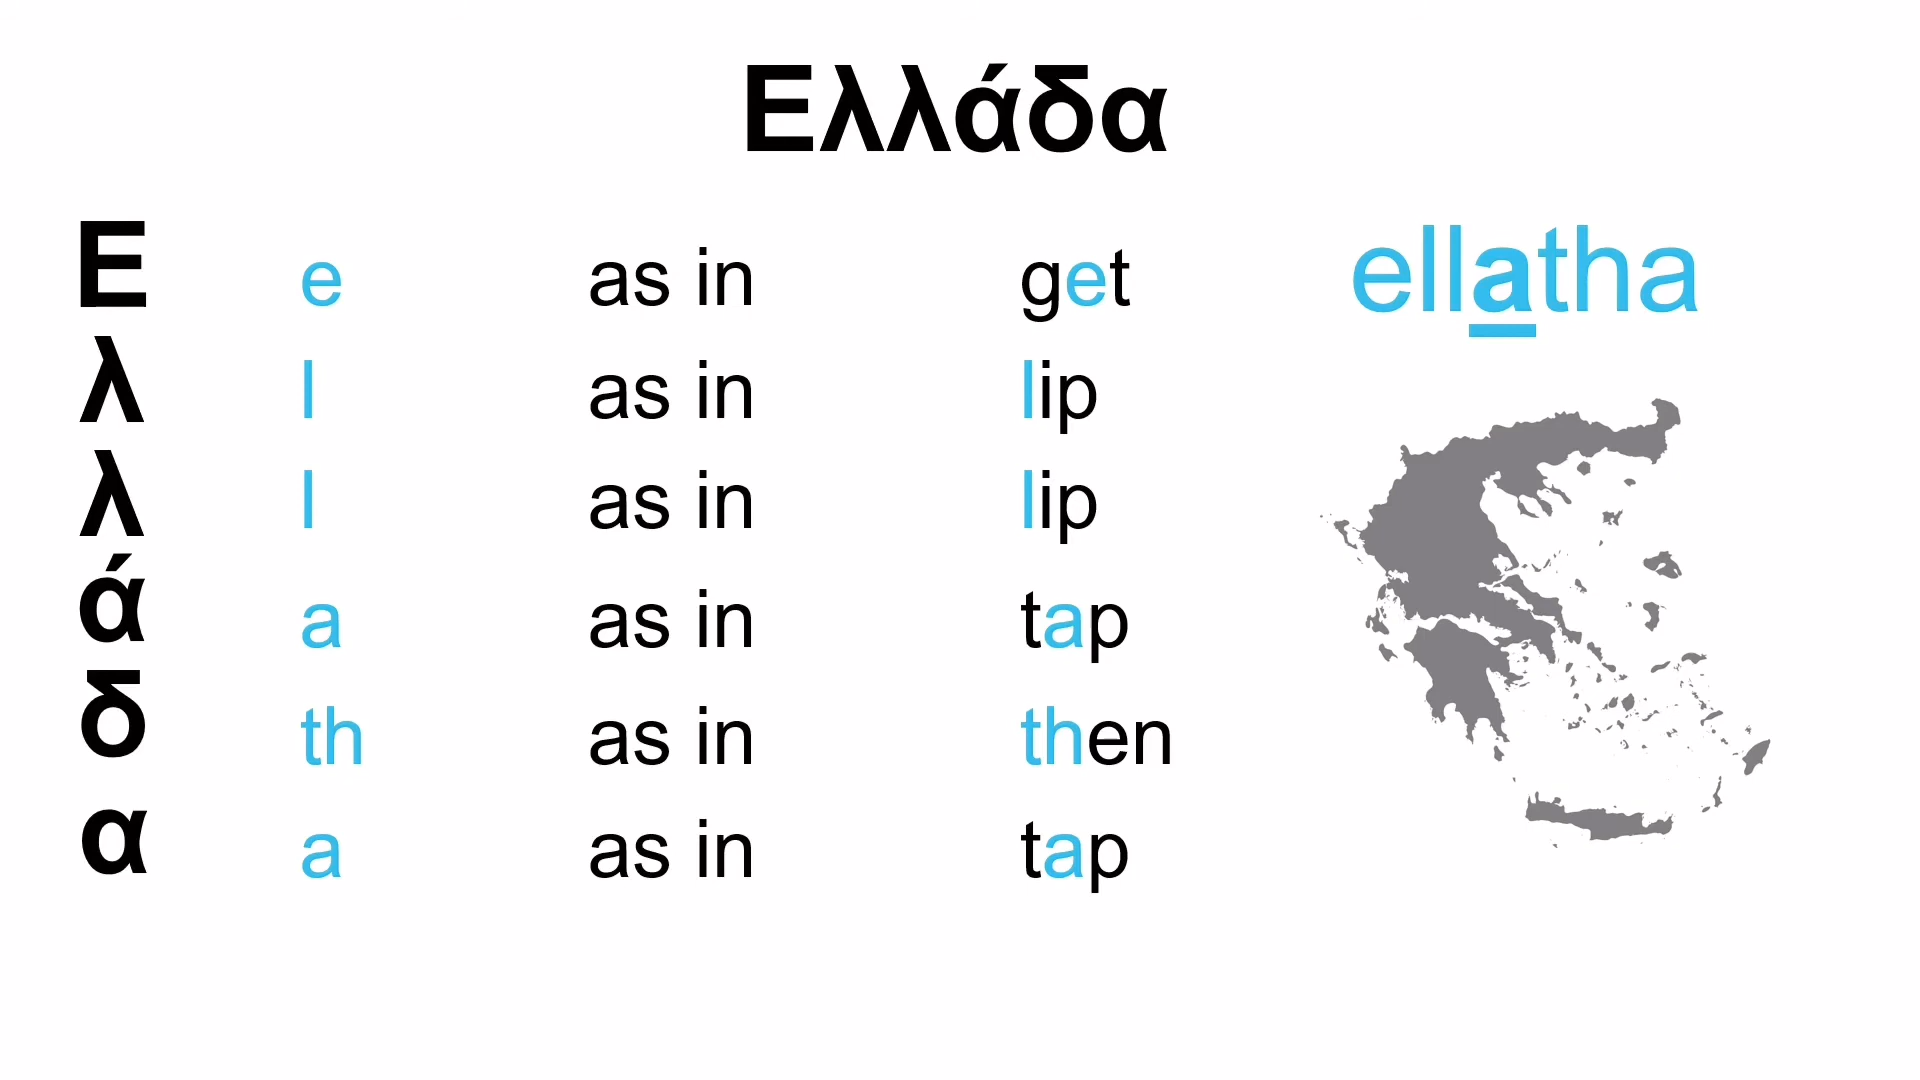 Ελλάδα
Ε e as in get ellatha
λ l as in lip
λ l as in lip
ά a as in tap
δ th as in then
α a as in tap